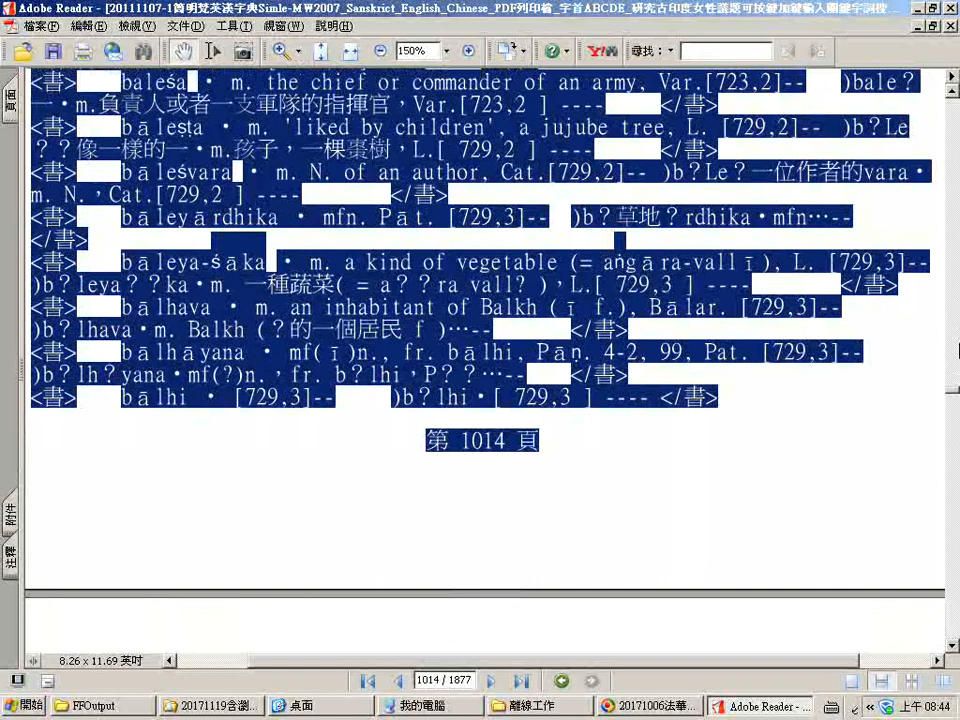 Adobe Reader - [20111107-1簡明梵英漢字典Simle-MW2007_Sanskrict_English_Chinese_PDF列印檔_字首ABCDE_研究古印度女性議題可按鍵加鍵輸入關鍵字詞搜
檔案(F) 編輯(E) 檢視(V) 文件(D) 工具(T) 視窗(W) 說明(H)
150% Y! 尋找：
頁面
<書> baleśa • m. the chief or commander of an army, Var.[723,2]-- )bale？
一•m.負責人或者一支軍隊的指揮官，Var.[723,2 ] ---- </書>
<書> bāleṣṭa • m. 'liked by children', a jujube tree, L. [729,2]-- )b？Le
？？像一樣的一•m.孩子，一棵棗樹，L.[ 729,2 ] ---- </書>
<書> bāleśvara • m. N. of an author, Cat.[729,2]-- )b？Le？一位作者的vara•
m. N.，Cat.[729,2 ] ---- </書>
<書> bāleyārdhika • mfn. Pāt. [729,3]-- )b？草地？rdhika•mfn…--
</書>
<書> bāleya-śāka • m. a kind of vegetable (= aṅgāra-vallī), L. [729,3]--
)b？leya？？ka•m. 一種蔬菜( = a？？ra vall? )，L.[ 729,3 ] ---- </書>
<書> bālhava • m. an inhabitant of Balkh (ī f.), Bālar. [729,3]--
)b？lhava•m. Balkh (？的一個居民 f )…-- </書>
<書> bālhāyana • mf(ī)n., fr. bālhi, Pāṇ. 4-2, 99, Pat. [729,3]--
)b？lh？yana•mf(?)n.，fr. b？lhi，P？？…-- </書>
<書> bālhi • [729,3]-- )b？lhi•[ 729,3 ] ---- </書>
第 1014 頁
附件
注釋
8.26 x 11.69 英吋
1014 / 1877
開始 FFOutput 20171119含瀏... 桌面 我的電腦 離線工作 20171006法華... Adobe Reader - ... 上午 08:44